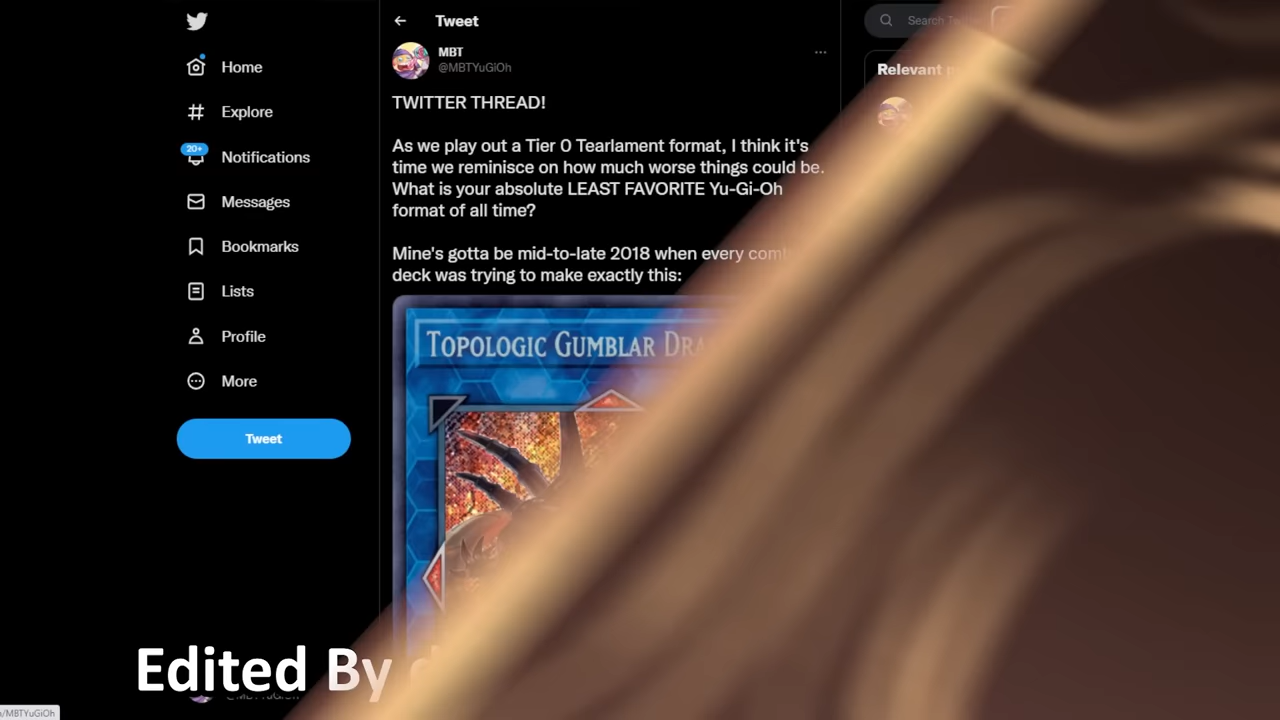 Tweet
MBT
@MBTYuGiOh
Home
Explore
20+
Notifications
Messages
Bookmarks
Lists
Profile
More
Tweet
TWITTER THREAD!
As we play out a Tier 0 Tearlament format, I think it's
time we reminisce on how much worse things could be.
What is your absolute LEAST FAVORITE Yu-Gi-Oh
format of all time?
Mine's gotta be mid-to-late 2018 when every
deck was trying to make exactly this:
TOPOLOGIC GUMBLAR
Search
Relevant
Edited By
/MBTYuGiOh